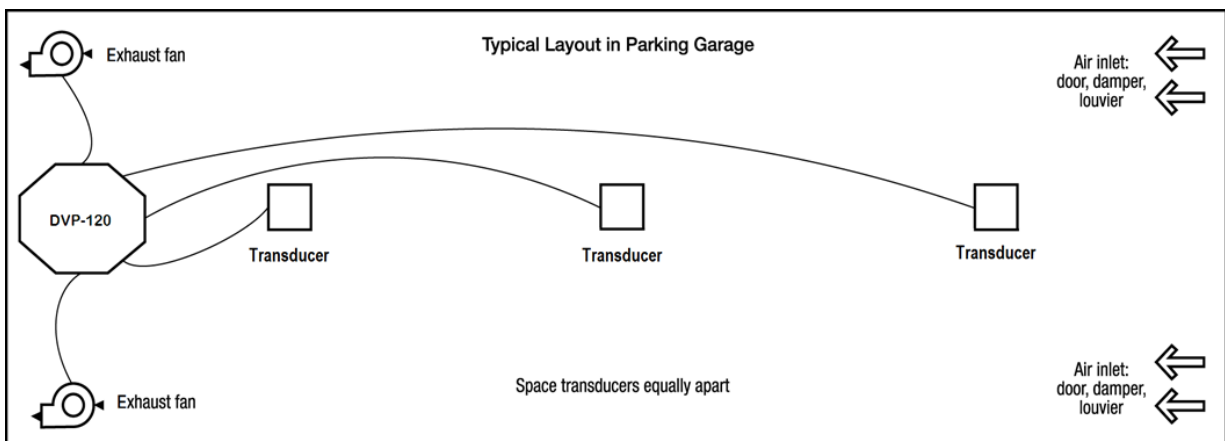 Typical Layout in Parking Garage
Exhaust fan
Air inlet:
door, damper,
louvier
DVP-120
Transducer
Transducer
Transducer
Space transducers equally apart
Exhaust fan
Air inlet:
door, damper,
louvier